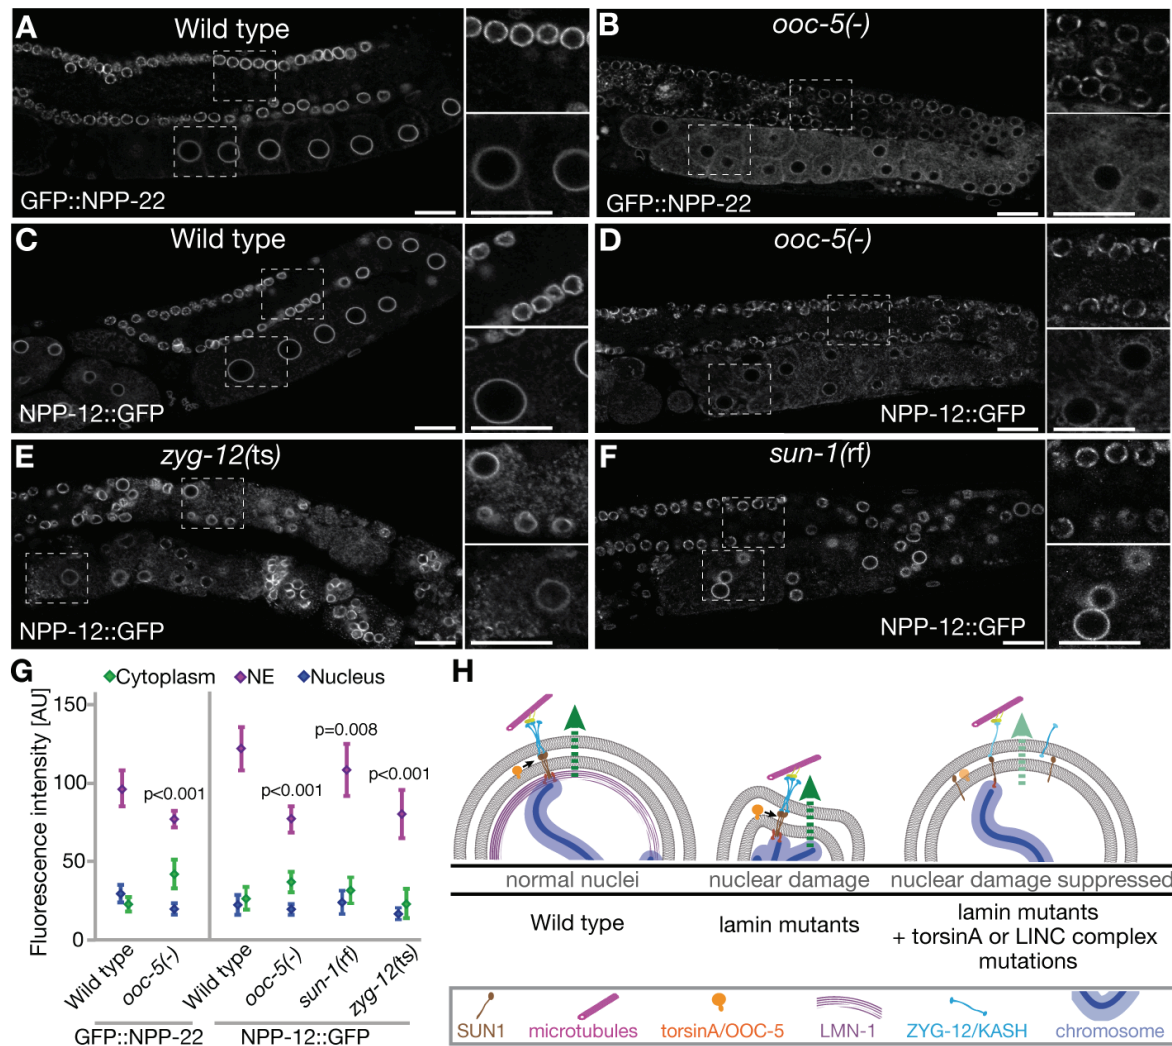 A
Wild type
GFP::NPP-22
B
ooc-5(-)
GFP::NPP-22
C
Wild type
NPP-12::GFP
D
ooc-5(-)
NPP-12::GFP
E
zyg-12(ts)
NPP-12::GFP
F
sun-1(rf)
NPP-12::GFP
G
Cytoplasm NE Nucleus
Fluorescence intensity [AU]
150
100
50
0
p<0.001
p<0.001
p=0.008
p<0.001
Wild type
ooc-5(-)
Wild type
ooc-5(-)
sun-1(rf)
zyg-12(ts)
GFP::NPP-22
NPP-12::GFP
H
normal nuclei
nuclear damage
nuclear damage suppressed
Wild type
lamin mutants
lamin mutants
+ torsinA or LINC complex
mutations
SUN1
microtubules
torsinA/OOC-5
LMN-1
ZYG-12/KASH
chromosome